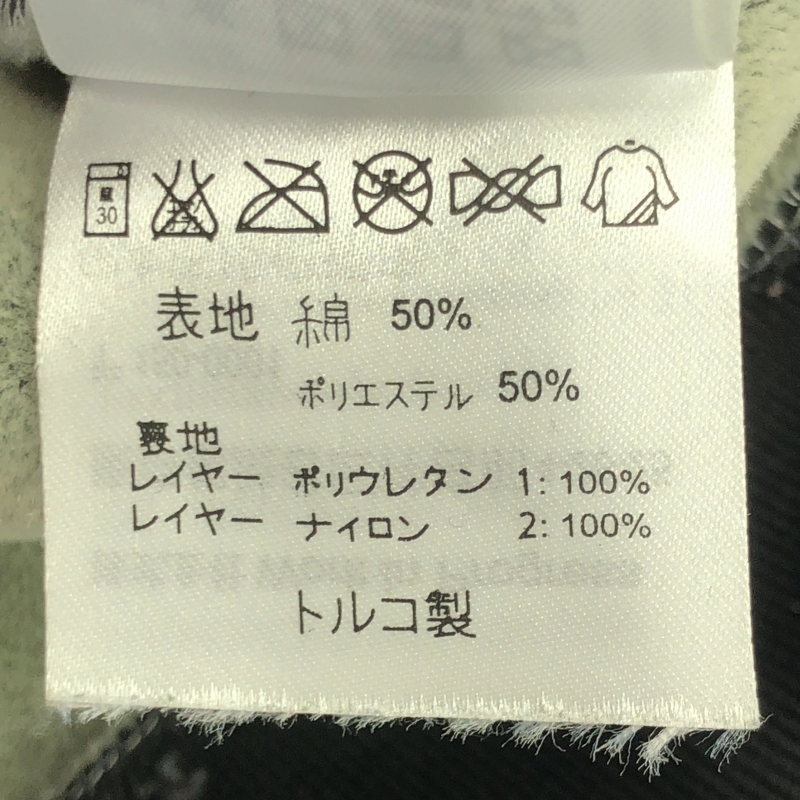 30
表地 綿 50%
ポリエステル 50%
裏地
レイヤー ポリウレタン 1: 100%
レイヤー ナイロン 2: 100%
トルコ製